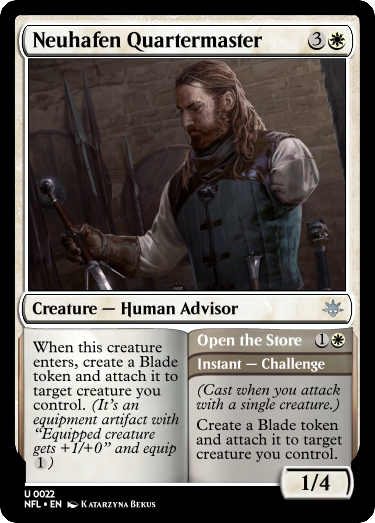 Neuhafen Quartermaster 3
Creature — Human Advisor
When this creature
enters, create a Blade
token and attach it to
target creature you
control. (It's an
equipment artifact with
“Equipped creature
gets +1/+0” and equip
1)
Open the Store 1
Instant — Challenge
(Cast when you attack
with a single creature.)
Create a Blade token
and attach it to target
creature you control.
1/4
U 0022
NFL • EN Katarzyna Bekus